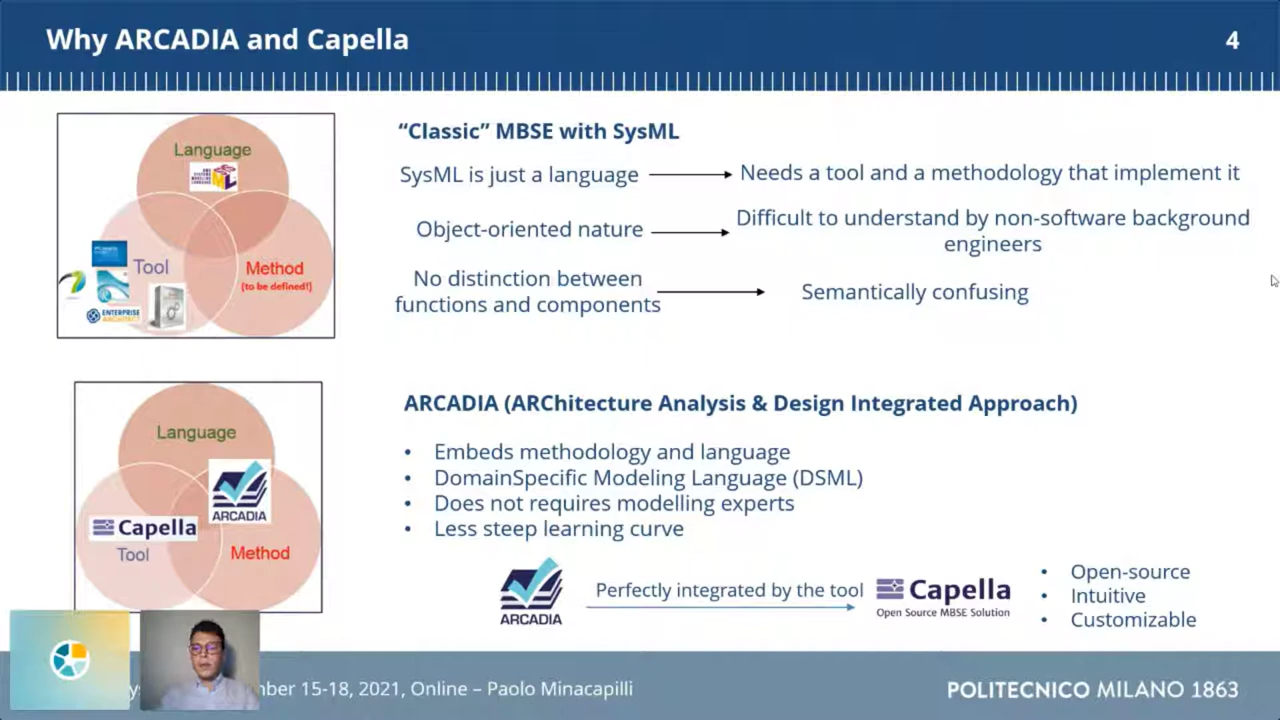 Why ARCADIA and Capella
4
Language
Tool
Method
(to be defined!)
ENTERPRISE
ARCHITECT
"Classic" MBSE with SysML
SysML is just a language
Needs a tool and a methodology that implement it
Object-oriented nature
Difficult to understand by non-software background
engineers
No distinction between
functions and components
Semantically confusing
Language
ARCADIA
Capella
Tool
Method
ARCADIA (ARChitecture Analysis & Design Integrated Approach)
• Embeds methodology and language
• DomainSpecific Modeling Language (DSML)
• Does not requires modelling experts
• Less steep learning curve
ARCADIA
Perfectly integrated by the tool
Capella
Open Source MBSE Solution
• Open-source
• Intuitive
• Customizable
15-18, 2021, Online – Paolo Minacapilli
POLITECNICO MILANO 1863